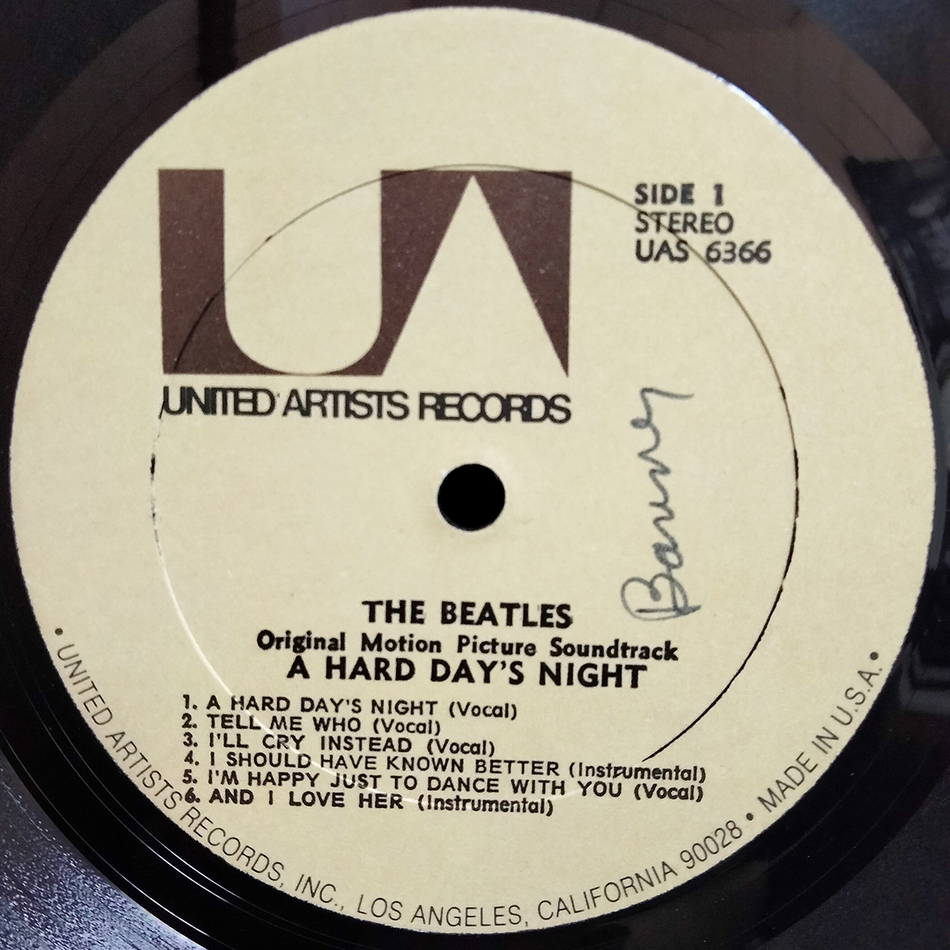 UA
UNITED ARTISTS RECORDS
SIDE 1
STEREO
UAS 6366
THE BEATLES
Original Motion Picture Soundtrack
A HARD DAY'S NIGHT
1. A HARD DAY'S NIGHT (Vocal)
2. TELL ME WHO (Vocal)
3. I'LL CRY INSTEAD (Vocal)
4. I SHOULD HAVE KNOWN BETTER (Instrumental)
5. I'M HAPPY JUST TO DANCE WITH YOU (Vocal)
6. AND I LOVE HER (Instrumental)
• UNITED ARTISTS RECORDS, INC., LOS ANGELES, CALIFORNIA 90028 • MADE IN U.S.A. •